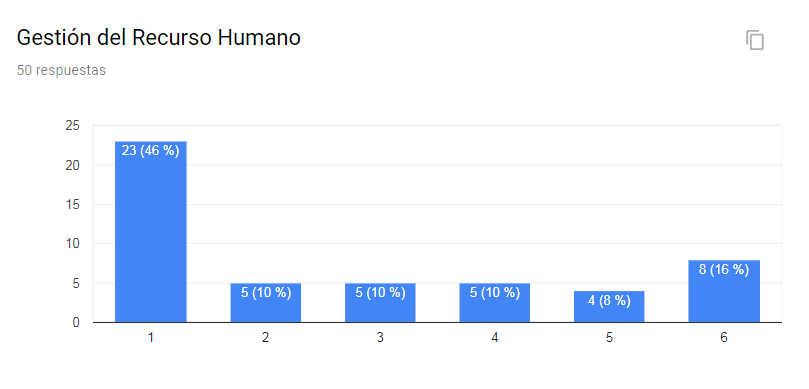 Gestión del Recurso Humano
50 respuestas
25
20
15
10
5
0
23 (46 %)
5 (10 %)
5 (10 %)
5 (10 %)
4 (8 %)
8 (16 %)
1 2 3 4 5 6